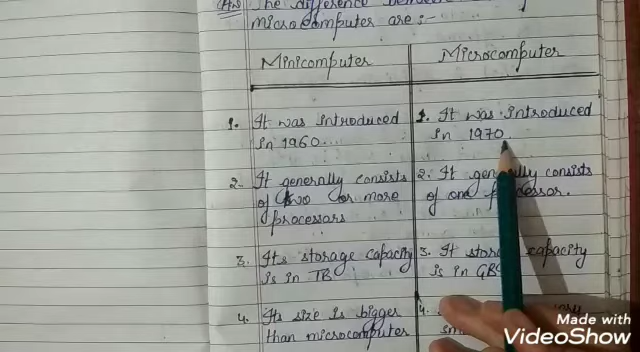 (Ans) The difference between
microcomputer are :-
Minicomputer
Microcomputer
1. It was introduced
in 1960.
1. It was introduced
in 1970.
2. It generally consists
of two or more
processors
2. It generally consists
of one processor.
3. Its storage capacity
is in TB
3. It storage capacity
is in GB
4. Its size is bigger
than microcomputer
4.
Made with
VideoShow